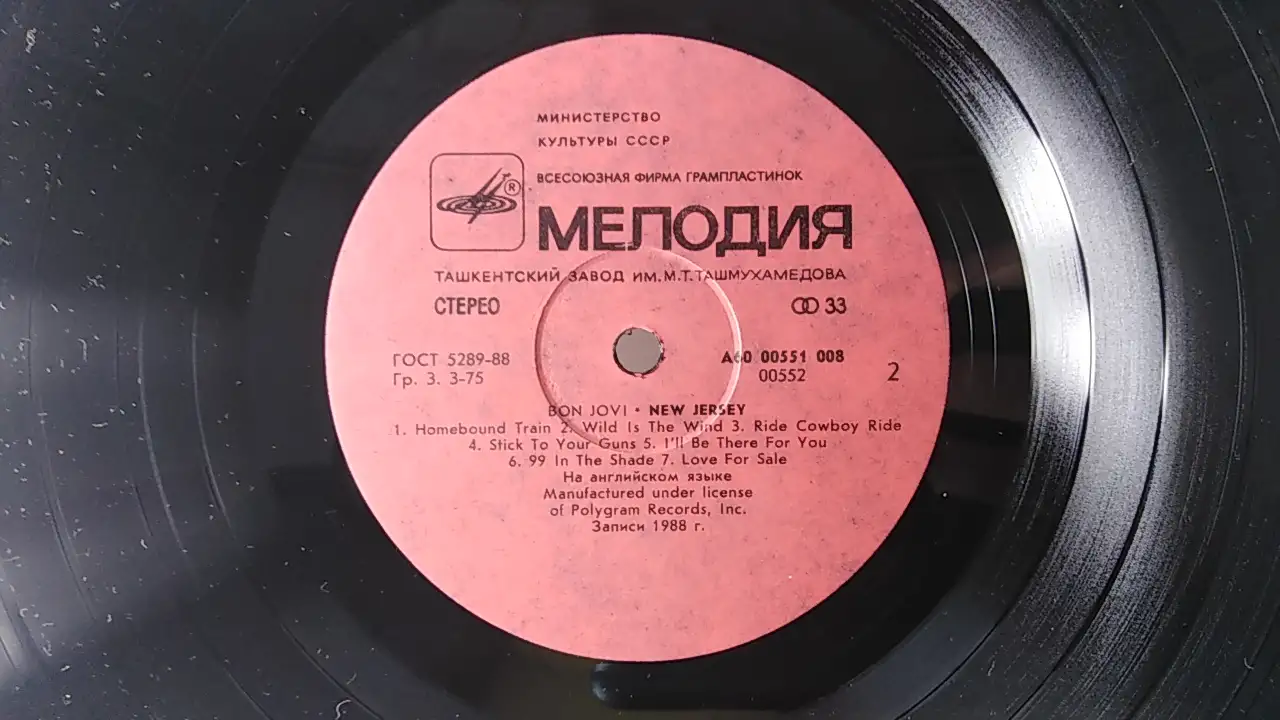 МИНИСТЕРСТВО
КУЛЬТУРЫ СССР
ВСЕСОЮЗНАЯ ФИРМА ГРАМПЛАСТИНОК
®
МЕЛОДИЯ
ТАШКЕНТСКИЙ ЗАВОД ИМ. М.Т. ТАШМУХАМЕДОВА
СТЕРЕО 33
ГОСТ 5289-88 А60 00551 008
Гр. 3. 3-75 00552 2
BON JOVI • NEW JERSEY
1. Homebound Train 2. Wild Is The Wind 3. Ride Cowboy Ride
4. Stick To Your Guns 5. I'll Be There For You
6. 99 In The Shade 7. Love For Sale
На английском языке
Manufactured under license
of Polygram Records, Inc.
Записи 1988 г.